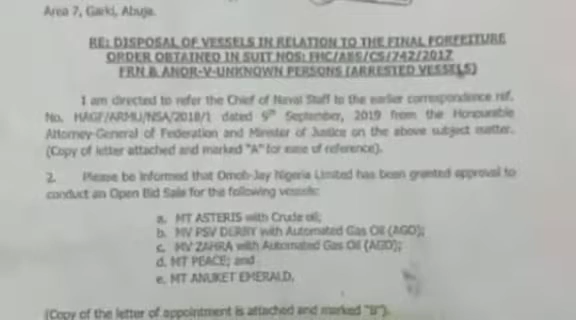 Area 7, Garki, Abuja.
RE: DISPOSAL OF VESSELS IN RELATION TO THE FINAL FORFEITURE
ORDER OBTAINED IN SUIT NOS: FHC/ABS/CS/742/2017
FRN & ANOR-V-UNKNOWN PERSONS (ARRESTED VESSELS)
I am directed to refer the Chief of Naval Staff to the earlier correspondence ref.
No. HAGF/ARMU/NSA/2018/1 dated 9th September, 2019 from the Honourable
Attorney-General of Federation and Minister of Justice on the above subject matter.
(Copy of letter attached and marked "A" for ease of reference).
2. Please be informed that Omoh-Jay Nigeria Limited has been granted approval to
conduct an Open Bid Sale for the following vessels:
a. MT ASTERIS with Crude oil;
b. MV PSV DERBY with Automated Gas Oil (AGO);
c. MV ZAHRA with Automated Gas Oil (AGO);
d. MT PEACE; and
e. MT ANUKET EMERALD.
(Copy of the letter of appointment is attached and marked "B").